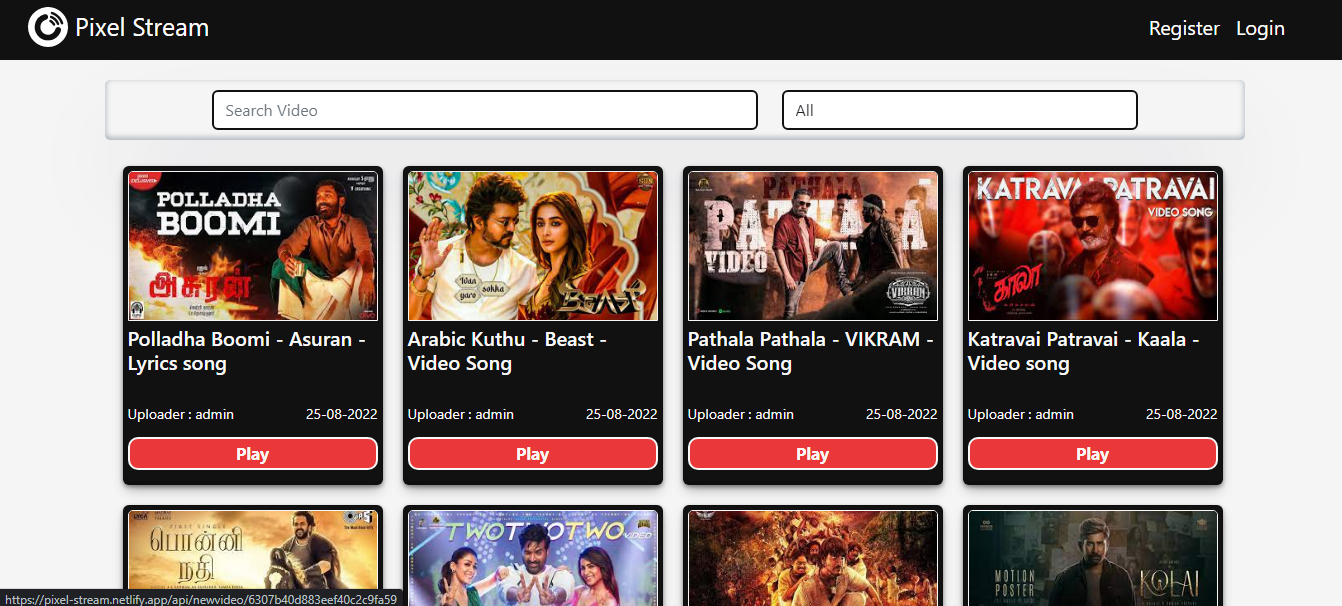 Pixel Stream
Register Login
Search Video
All
POLLADHA
BOOMI
அசுரன்
Polladha Boomi - Asuran -
Lyrics song
Uploader : admin
25-08-2022
Play
SUN
BEAST
Arabic Kuthu - Beast -
Video Song
Uploader : admin
25-08-2022
Play
PATHALA
PATHALA
VIDEO
VIKRAM
Pathala Pathala - VIKRAM -
Video Song
Uploader : admin
25-08-2022
Play
KATRAVAI PATRAVAI
VIDEO SONG
காலா
Katravai Patravai - Kaala -
Video song
Uploader : admin
25-08-2022
Play
FIRST SINGLE
பொன்னி
நதி
TWO TWO TWO
VIDEO
MOTION
POSTER
KOLAI
https://pixel-stream.netlify.app/api/newvideo/6307b40d883eef40c2c9fa59